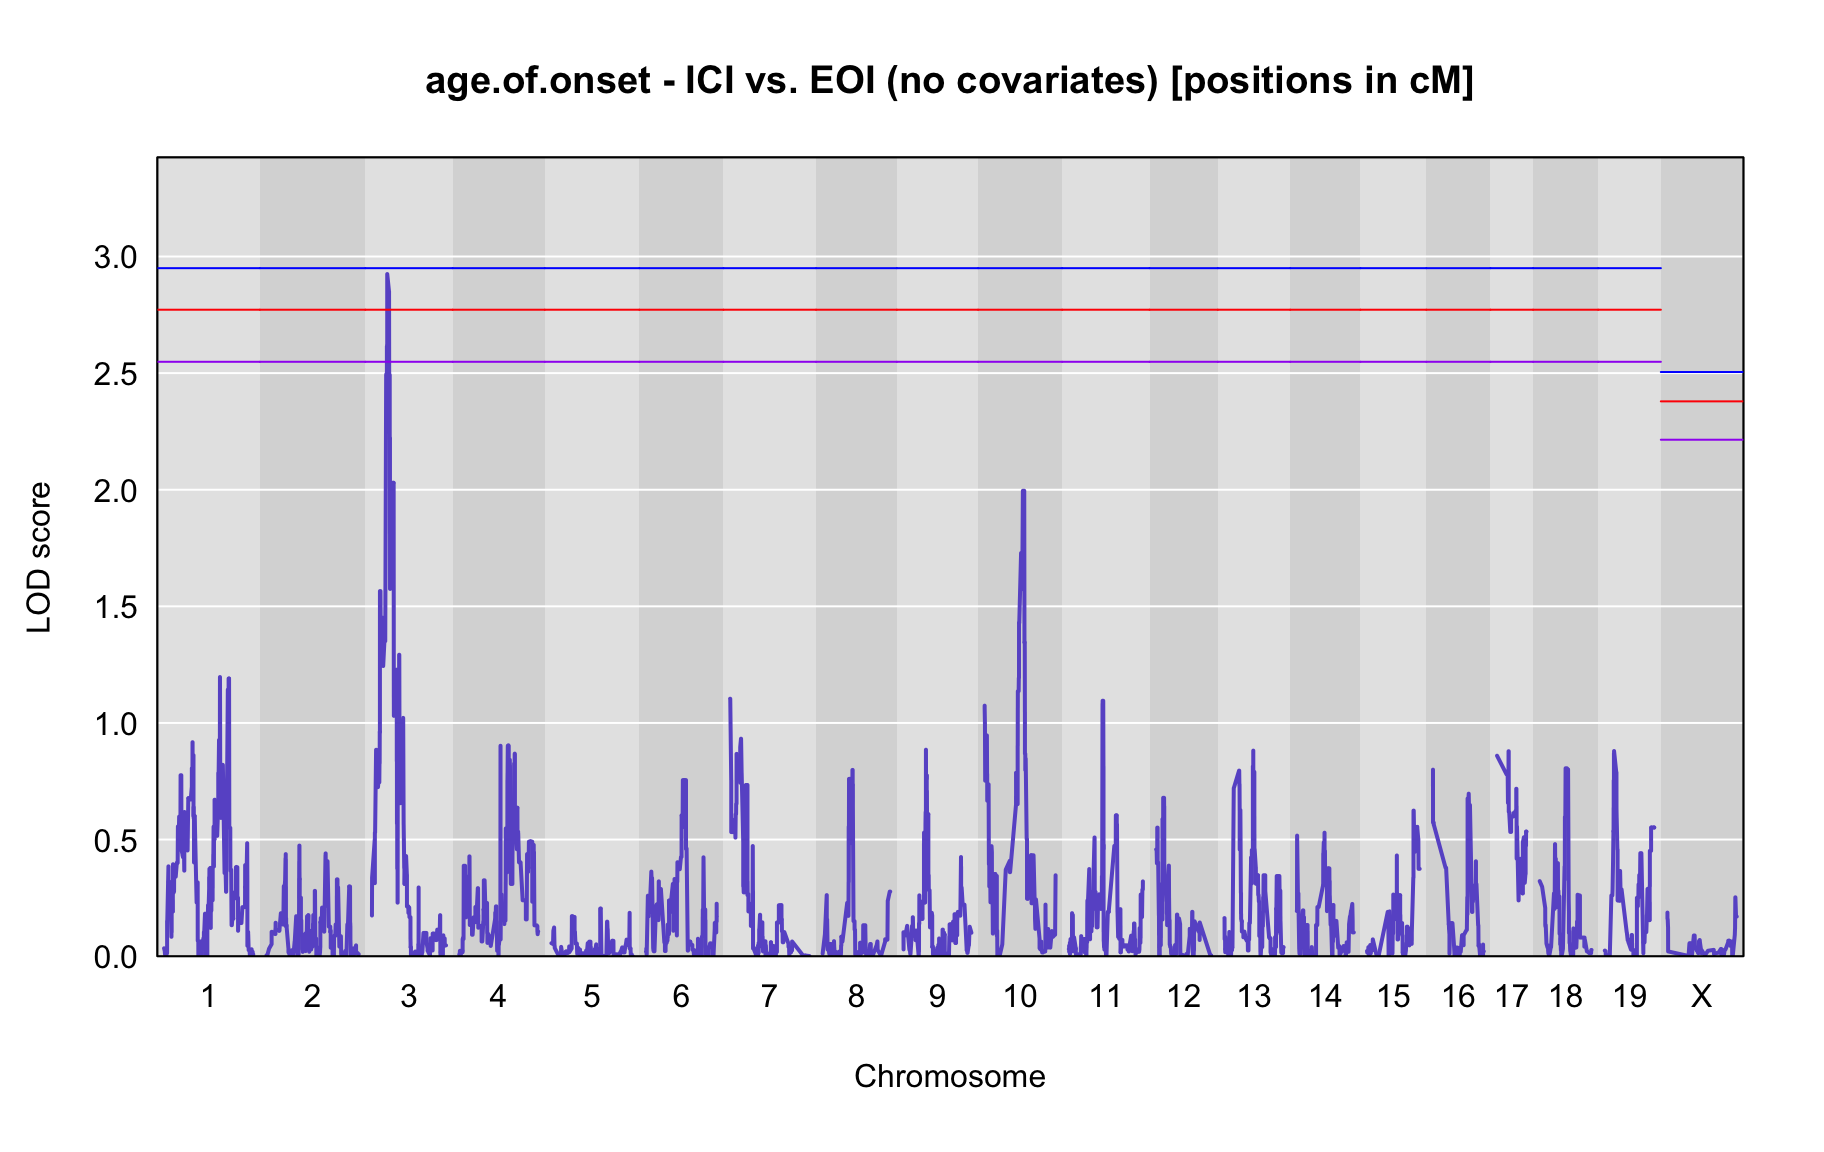 age.of.onset - ICI vs. EOI (no covariates) [positions in cM]
LOD score
3.0
2.5
2.0
1.5
1.0
0.5
0.0
1 2 3 4 5 6 7 8 9 10 11 12 13 14 15 16 17 18 19 X
Chromosome